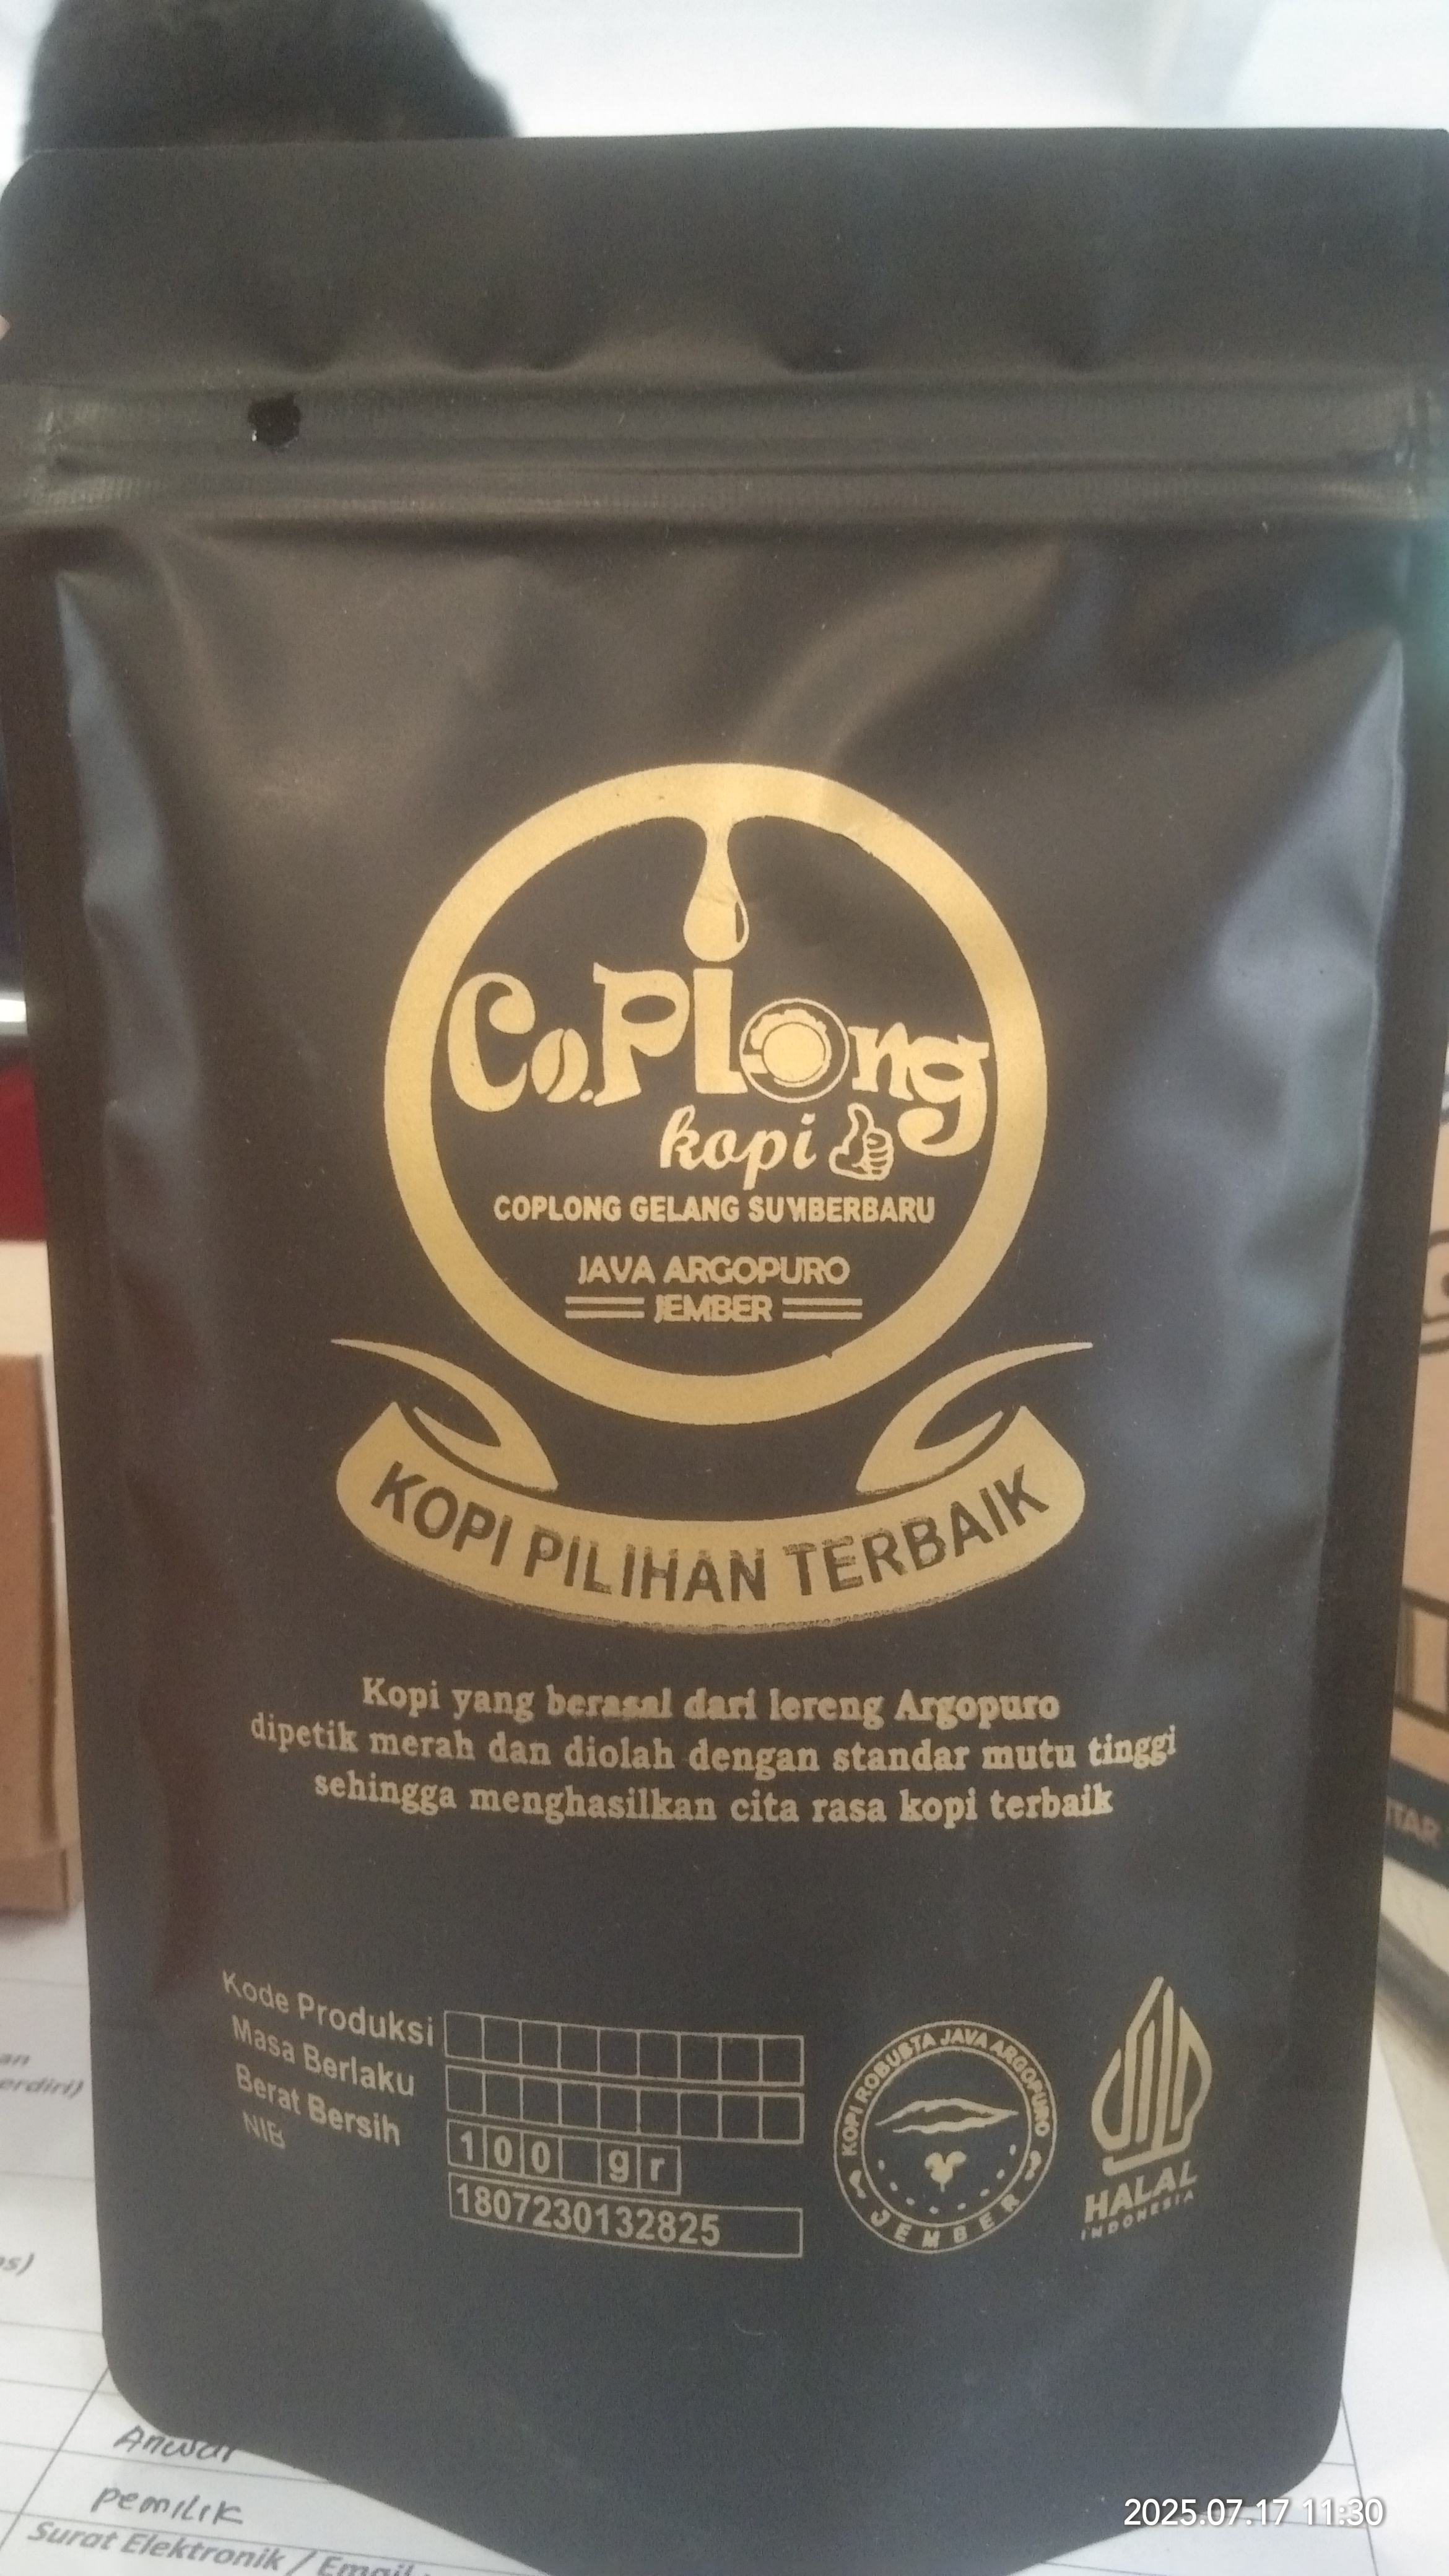 Co.Plong
kopi
COPLONG GELANG SUMBERBARU
JAVA ARGOPURO
JEMBER
KOPI PILIHAN TERBAIK
Kopi yang berasal dari lereng Argopuro
dipetik merah dan diolah dengan standar mutu tinggi
sehingga menghasilkan cita rasa kopi terbaik
Kode Produksi
Masa Berlaku
Berat Bersih 100 gr
NIB 1807230132825
KOPI ROBUSTA JAVA ARGOPURO
JEMBER
HALAL
INDONESIA
an
erdiri)
Anwar
pemilik
Surat Elektronik / Email
2025.07.17 11:30